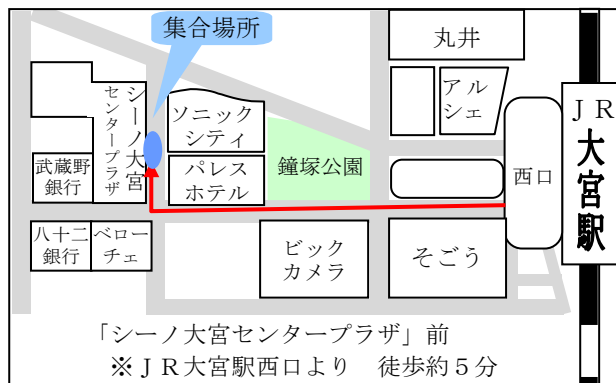 集合場所
丸井
アル
シェ
ＪＲ
大宮駅
西口
シーノ大宮
センタープラザ
ソニック
シティ
パレス
ホテル
鐘塚公園
武蔵野
銀行
八十二
銀行
ベロー
チェ
ビック
カメラ
そごう
「シーノ大宮センタープラザ」前
※ＪＲ大宮駅西口より　徒歩約５分